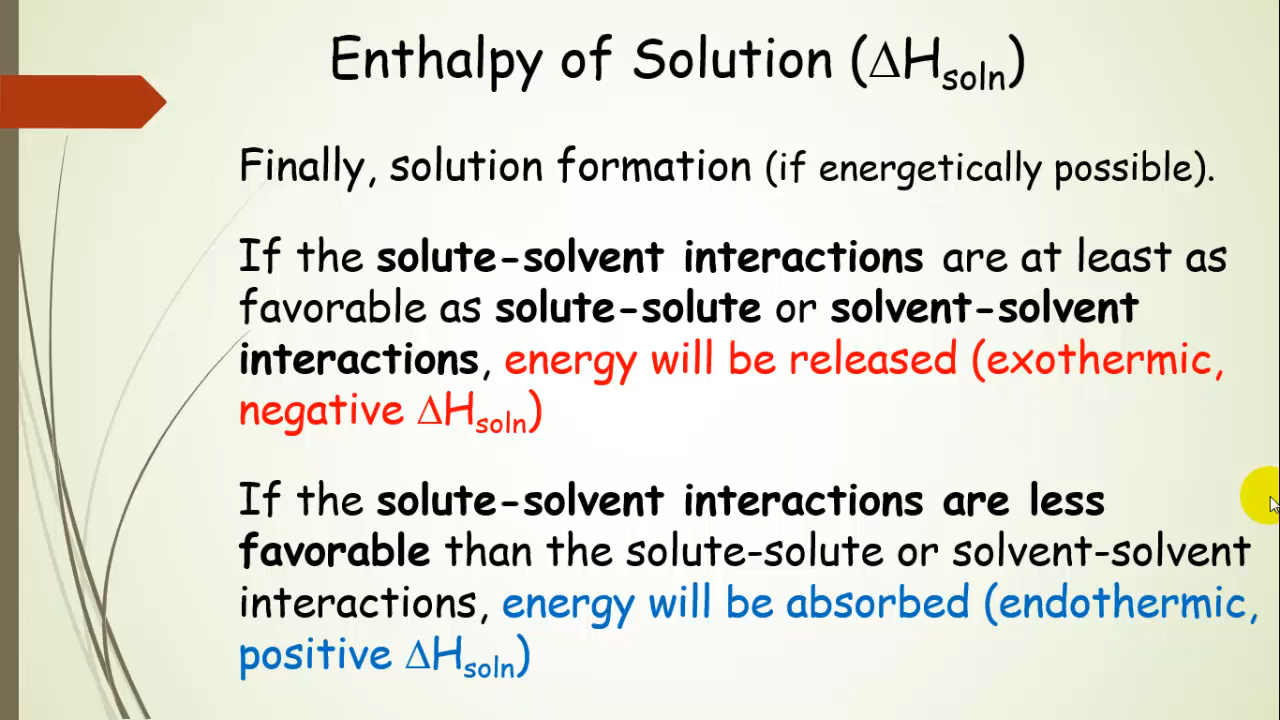 Enthalpy of Solution (ΔHsoln)
Finally, solution formation (if energetically possible).
If the solute-solvent interactions are at least as
favorable as solute-solute or solvent-solvent
interactions, energy will be released (exothermic,
negative ΔHsoln)
If the solute-solvent interactions are less
favorable than the solute-solute or solvent-solvent
interactions, energy will be absorbed (endothermic,
positive ΔHsoln)